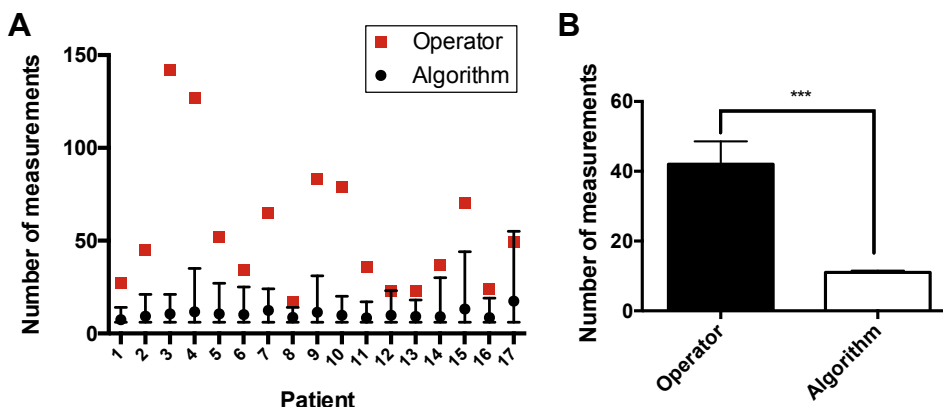 A
Number of measurements
150
100
50
0
Operator
Algorithm
1 2 3 4 5 6 7 8 9 10 11 12 13 14 15 16 17
Patient
B
Number of measurements
60
40
20
0
***
Operator
Algorithm